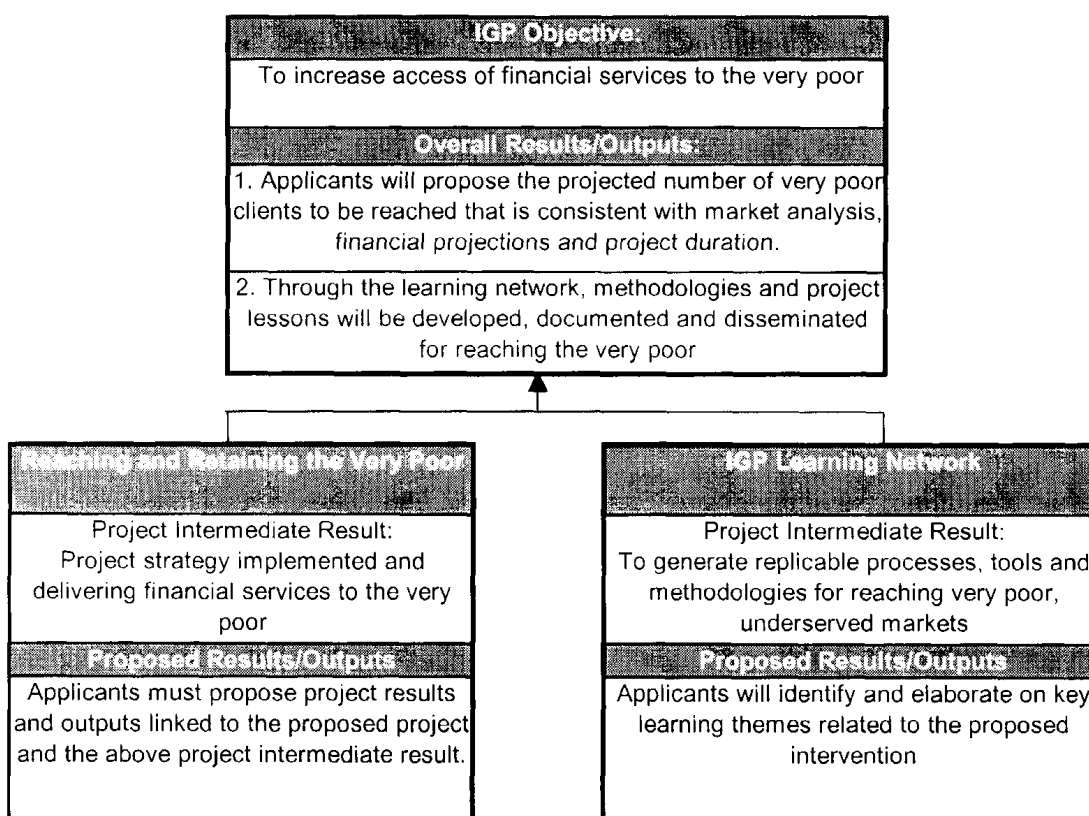 IGP Objective:
To increase access of financial services to the very poor
Overall Results/Outputs:
1. Applicants will propose the projected number of very poor
clients to be reached that is consistent with market analysis,
financial projections and project duration.
2. Through the learning network, methodologies and project
lessons will be developed, documented and disseminated
for reaching the very poor
Reaching and Retaining the Very Poor
Project Intermediate Result:
Project strategy implemented and
delivering financial services to the very
poor
Proposed Results/Outputs
Applicants must propose project results
and outputs linked to the proposed project
and the above project intermediate result.
IGP Learning Network
Project Intermediate Result:
To generate replicable processes, tools and
methodologies for reaching very poor,
underserved markets
Proposed Results/Outputs
Applicants will identify and elaborate on key
learning themes related to the proposed
intervention